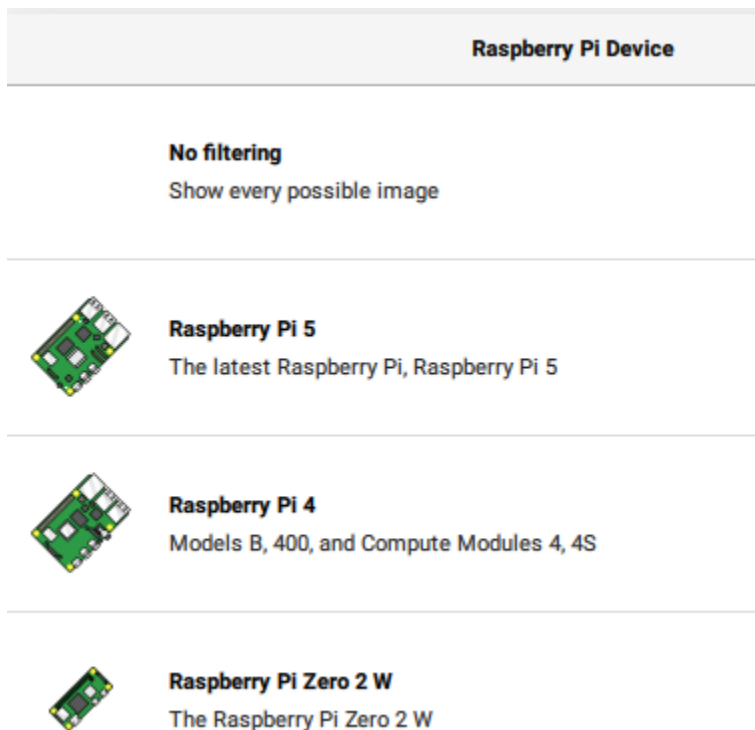 Raspberry Pi Device
No filtering
Show every possible image
Raspberry Pi 5
The latest Raspberry Pi, Raspberry Pi 5
Raspberry Pi 4
Models B, 400, and Compute Modules 4, 4S
Raspberry Pi Zero 2 W
The Raspberry Pi Zero 2 W